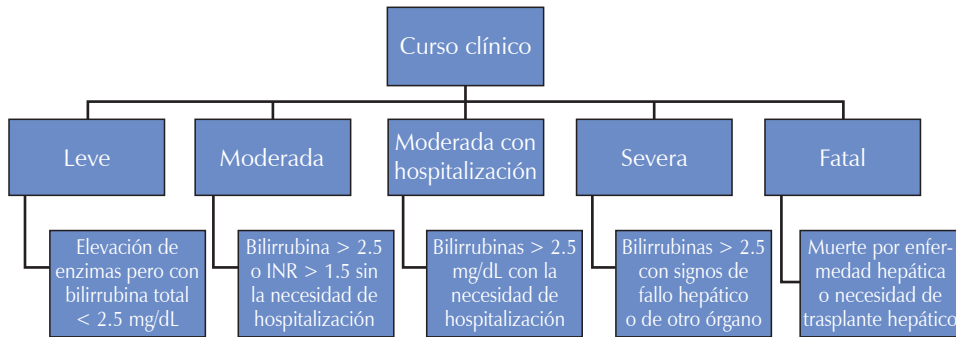 Curso clínico
Leve
Moderada
Moderada con
hospitalización
Severa
Fatal
Elevación de
enzimas pero con
bilirrubina total
< 2.5 mg/dL
Bilirrubina > 2.5
o INR > 1.5 sin
la necesidad de
hospitalización
Bilirrubinas > 2.5
mg/dL con la
necesidad de
hospitalización
Bilirrubinas > 2.5
con signos de
fallo hepático
o de otro órgano
Muerte por enfer-
medad hepática
o necesidad de
trasplante hepático